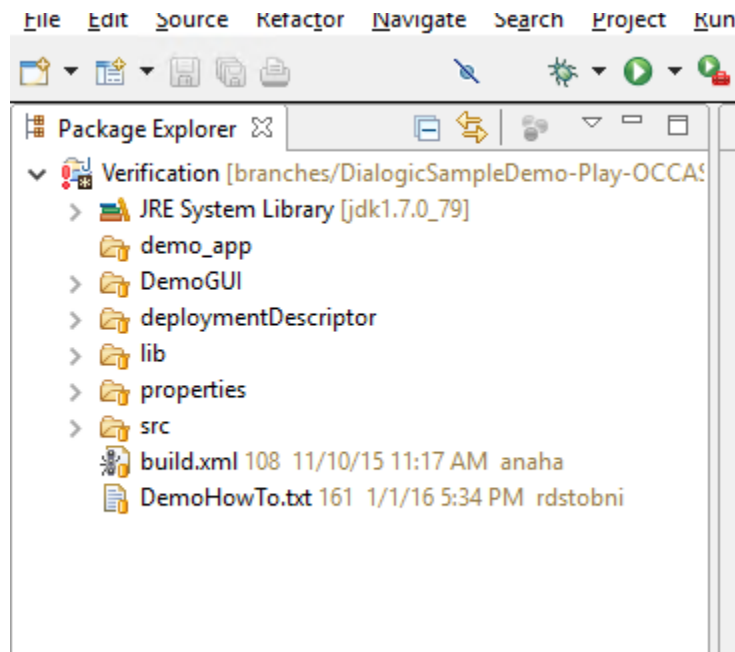 File Edit Source Refactor Navigate Search Project Run
Package Explorer
Verification [branches/DialogicSampleDemo-Play-OCCAS
JRE System Library [jdk1.7.0_79]
demo_app
DemoGUI
deploymentDescriptor
lib
properties
src
build.xml 108 11/10/15 11:17 AM anaha
DemoHowTo.txt 161 1/1/16 5:34 PM rdstobni